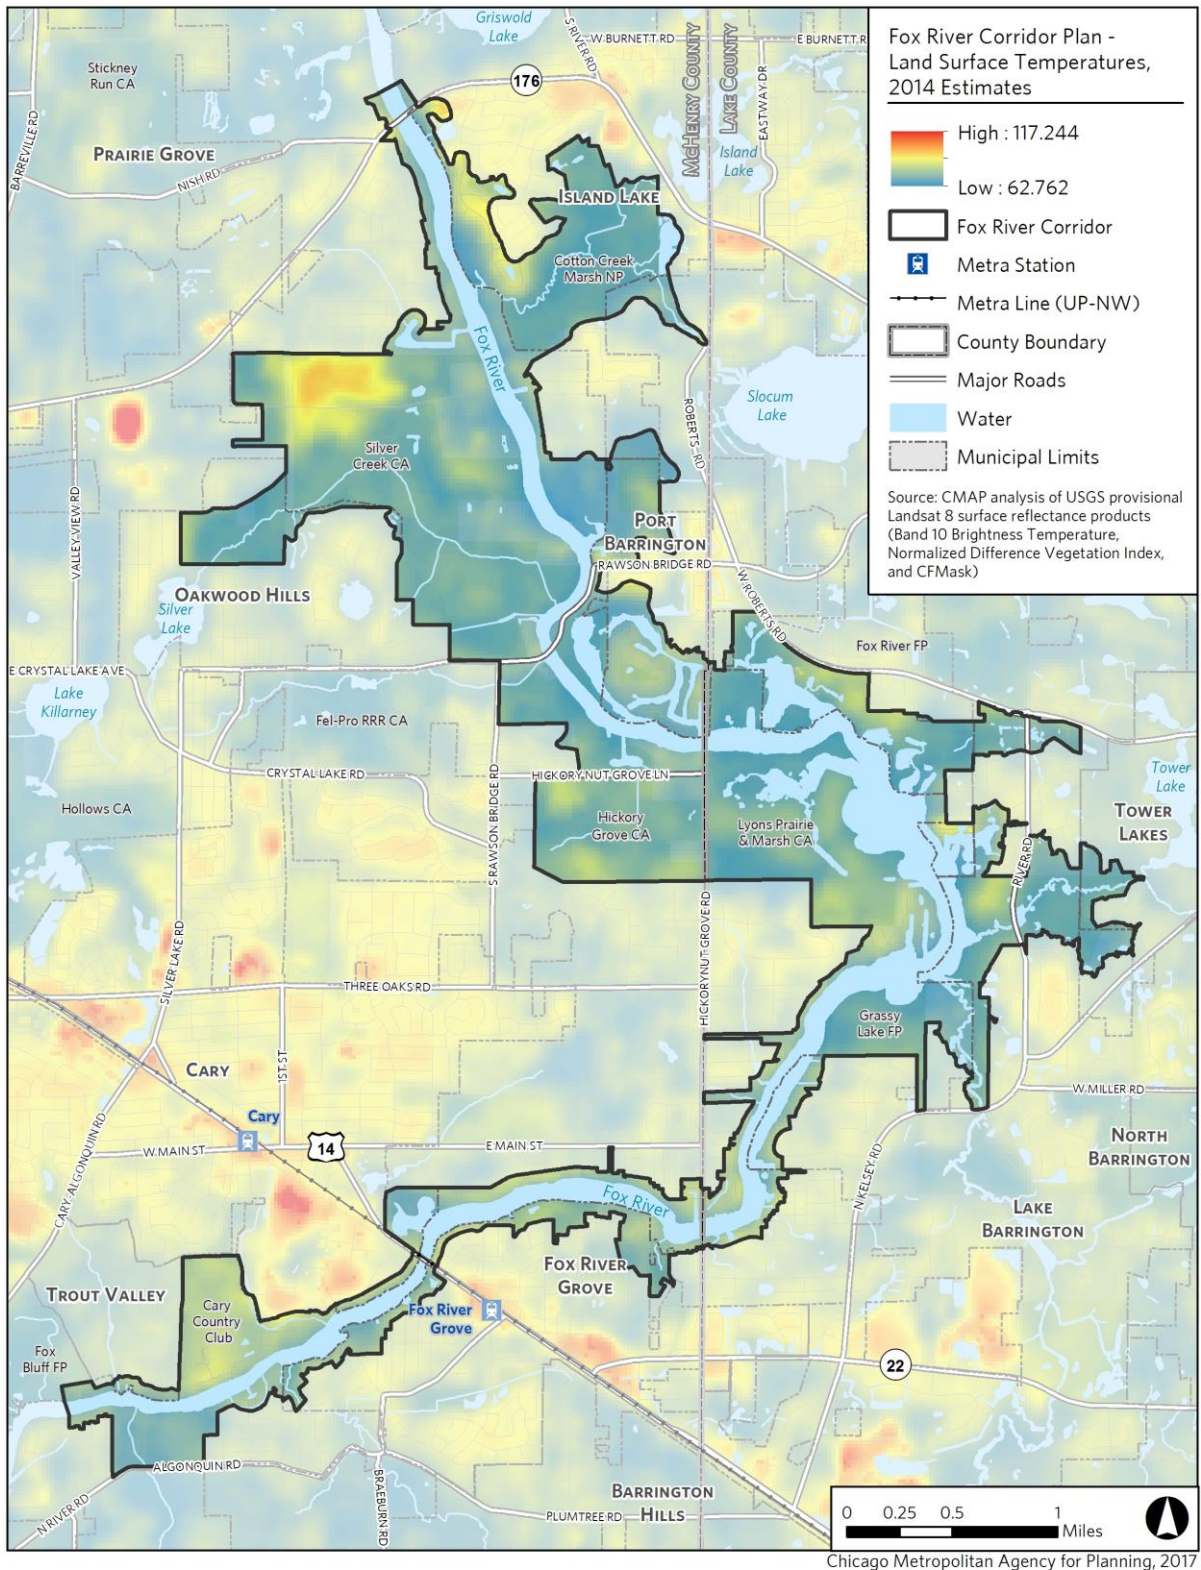 Fox River Corridor Plan -
Land Surface Temperatures,
2014 Estimates
High : 117.244
Low : 62.762
Fox River Corridor
Metra Station
Metra Line (UP-NW)
County Boundary
Major Roads
Water
Municipal Limits
Source: CMAP analysis of USGS provisional
Landsat 8 surface reflectance products
(Band 10 Brightness Temperature,
Normalized Difference Vegetation Index,
and CFMask)
Griswold
Lake
S RIVER RD
W BURNETT RD
E BURNETT R
MCHENRY COUNTY
LAKE COUNTY
EASTWAY DR
Stickney
Run CA
176
BARREVILLE RD
PRAIRIE GROVE
NISH RD
Island
Lake
ISLAND LAKE
Cotton Creek
Marsh NP
Fox River
Slocum
Lake
ROBERTS RD
Silver
Creek CA
VALLEY VIEW RD
PORT
BARRINGTON
RAWSON BRIDGE RD
W ROBERTS RD
OAKWOOD HILLS
Silver
Lake
Fox River FP
E CRYSTAL LAKE AVE
Lake
Killarney
Fel-Pro RRR CA
CRYSTAL LAKE RD
S RAWSON BRIDGE RD
HICKORY NUT GROVE LN
Hollows CA
Hickory
Grove CA
Lyons Prairie
& Marsh CA
Tower
Lake
TOWER
LAKES
RIVER RD
SILVER LAKE RD
HICKORY NUT GROVE RD
THREE OAKS RD
Grassy
Lake FP
CARY
1ST ST
Cary
W MAIN ST
14
E MAIN ST
W MILLER RD
NORTH
BARRINGTON
N KELSEY RD
CARY-ALGONQUIN RD
Fox River
LAKE
BARRINGTON
FOX RIVER
GROVE
TROUT VALLEY
Cary
Country
Club
Fox River
Grove
Fox
Bluff FP
22
ALGONQUIN RD
N RIVER RD
BRAEBURN RD
BARRINGTON
HILLS
PLUMTREE RD
0 0.25 0.5 1
Miles
Chicago Metropolitan Agency for Planning, 2017